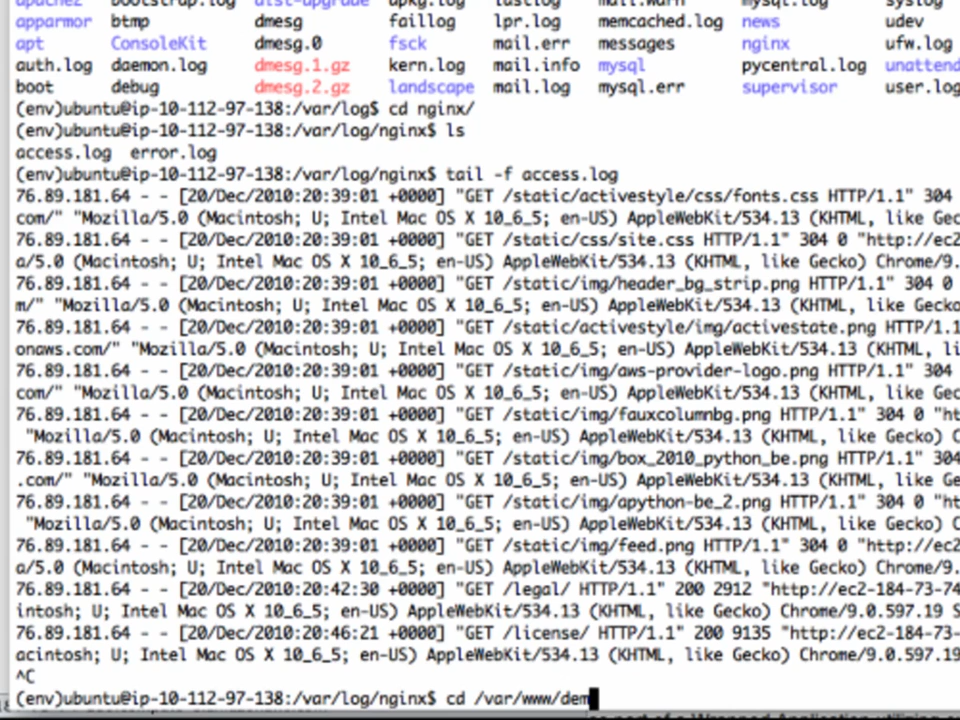 apache2 bootstrap.log dist-upgrade dpkg.log lastlog mail.warn mysql.log syslog
apparmor btmp dmesg faillog lpr.log memcached.log news udev
apt ConsoleKit dmesg.0 fsck mail.err messages nginx ufw.log
auth.log daemon.log dmesg.1.gz kern.log mail.info mysql pycentral.log unattend
boot debug dmesg.2.gz landscape mail.log mysql.err supervisor user.log
(env)ubuntu@ip-10-112-97-138:/var/log$ cd nginx/
(env)ubuntu@ip-10-112-97-138:/var/log/nginx$ ls
access.log error.log
(env)ubuntu@ip-10-112-97-138:/var/log/nginx$ tail -f access.log
76.89.181.64 - - [20/Dec/2010:20:39:01 +0000] "GET /static/activestyle/css/fonts.css HTTP/1.1" 304
com/" "Mozilla/5.0 (Macintosh; U; Intel Mac OS X 10_6_5; en-US) AppleWebKit/534.13 (KHTML, like Gec
76.89.181.64 - - [20/Dec/2010:20:39:01 +0000] "GET /static/css/site.css HTTP/1.1" 304 0 "http://ec2
a/5.0 (Macintosh; U; Intel Mac OS X 10_6_5; en-US) AppleWebKit/534.13 (KHTML, like Gecko) Chrome/9.
76.89.181.64 - - [20/Dec/2010:20:39:01 +0000] "GET /static/img/header_bg_strip.png HTTP/1.1" 304 0
m/" "Mozilla/5.0 (Macintosh; U; Intel Mac OS X 10_6_5; en-US) AppleWebKit/534.13 (KHTML, like Gecko
76.89.181.64 - - [20/Dec/2010:20:39:01 +0000] "GET /static/activestyle/img/activestate.png HTTP/1.1
onaws.com/" "Mozilla/5.0 (Macintosh; U; Intel Mac OS X 10_6_5; en-US) AppleWebKit/534.13 (KHTML, li
76.89.181.64 - - [20/Dec/2010:20:39:01 +0000] "GET /static/img/aws-provider-logo.png HTTP/1.1" 304
com/" "Mozilla/5.0 (Macintosh; U; Intel Mac OS X 10_6_5; en-US) AppleWebKit/534.13 (KHTML, like Gec
76.89.181.64 - - [20/Dec/2010:20:39:01 +0000] "GET /static/img/fauxcolumnbg.png HTTP/1.1" 304 0 "ht
"Mozilla/5.0 (Macintosh; U; Intel Mac OS X 10_6_5; en-US) AppleWebKit/534.13 (KHTML, like Gecko) C
76.89.181.64 - - [20/Dec/2010:20:39:01 +0000] "GET /static/img/box_2010_python_be.png HTTP/1.1" 304
.com/" "Mozilla/5.0 (Macintosh; U; Intel Mac OS X 10_6_5; en-US) AppleWebKit/534.13 (KHTML, like Ge
76.89.181.64 - - [20/Dec/2010:20:39:01 +0000] "GET /static/img/apython-be_2.png HTTP/1.1" 304 0 "ht
"Mozilla/5.0 (Macintosh; U; Intel Mac OS X 10_6_5; en-US) AppleWebKit/534.13 (KHTML, like Gecko) C
76.89.181.64 - - [20/Dec/2010:20:39:01 +0000] "GET /static/img/feed.png HTTP/1.1" 304 0 "http://ec2
a/5.0 (Macintosh; U; Intel Mac OS X 10_6_5; en-US) AppleWebKit/534.13 (KHTML, like Gecko) Chrome/9.
76.89.181.64 - - [20/Dec/2010:20:42:30 +0000] "GET /legal/ HTTP/1.1" 200 2912 "http://ec2-184-73-74
intosh; U; Intel Mac OS X 10_6_5; en-US) AppleWebKit/534.13 (KHTML, like Gecko) Chrome/9.0.597.19 S
76.89.181.64 - - [20/Dec/2010:20:46:21 +0000] "GET /license/ HTTP/1.1" 200 9135 "http://ec2-184-73-
acintosh; U; Intel Mac OS X 10_6_5; en-US) AppleWebKit/534.13 (KHTML, like Gecko) Chrome/9.0.597.19
^C
(env)ubuntu@ip-10-112-97-138:/var/log/nginx$ cd /var/www/dem